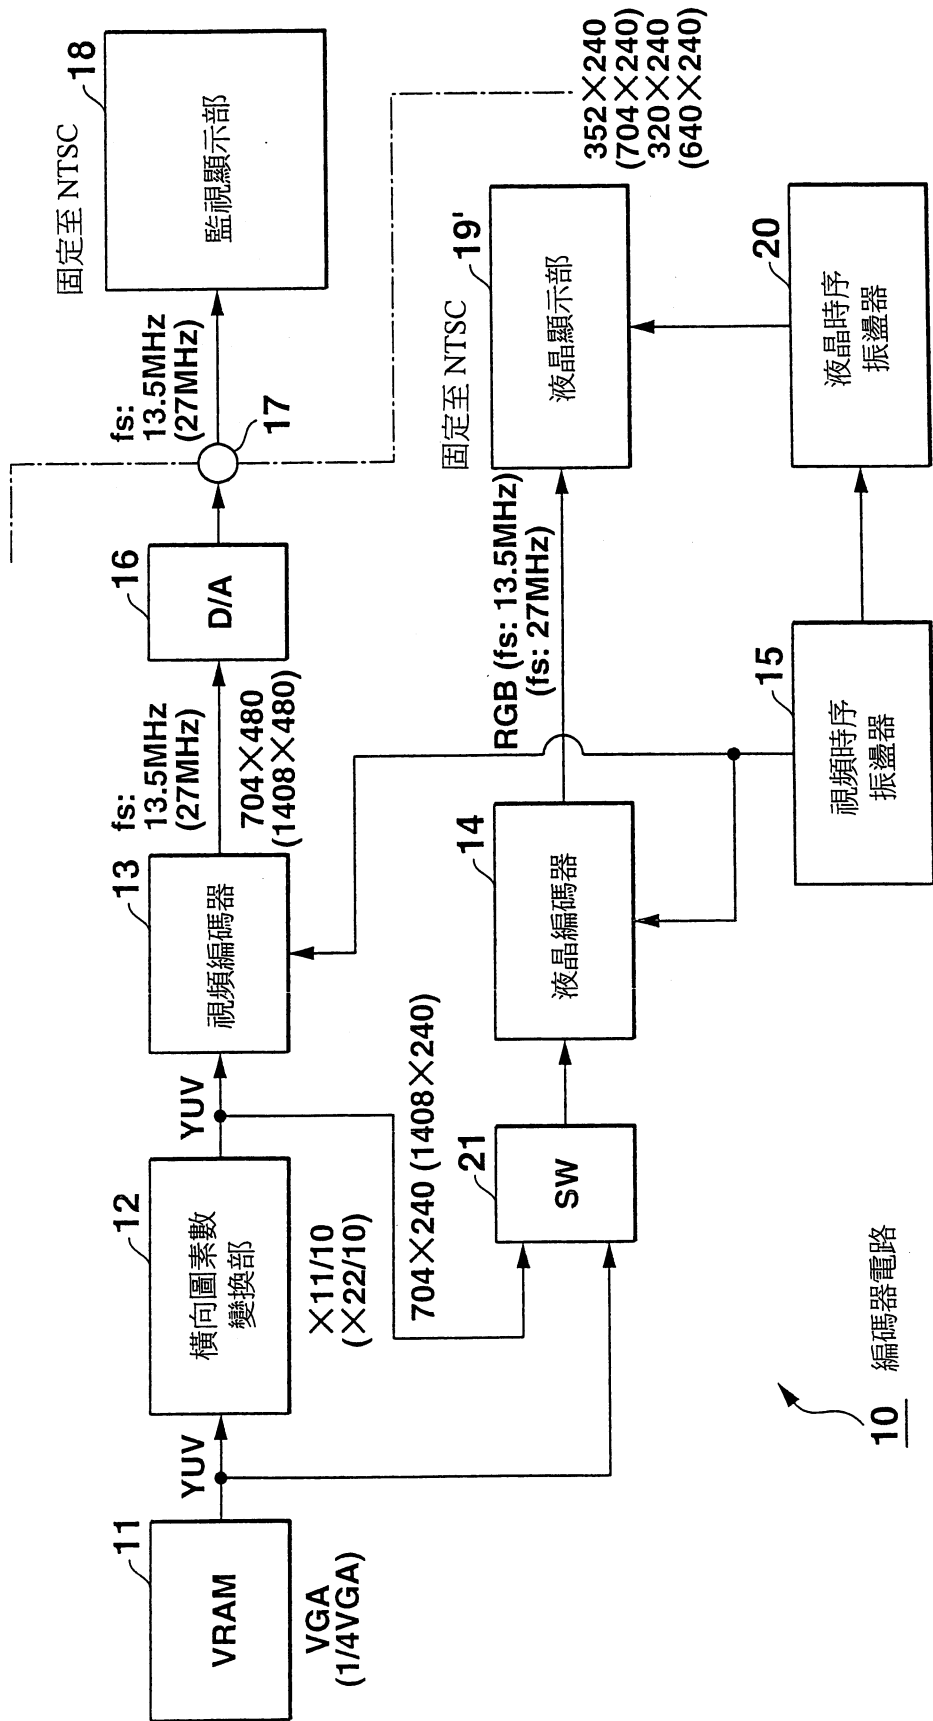 11
VRAM
VGA
(1/4VGA)
YUV
12
橫向圖素數
變換部
×11/10
(×22/10)
YUV
704×240 (1408×240)
13
視頻編碼器
fs:
13.5MHz
(27MHz)
704×480
(1408×480)
16
D/A
17
fs:
13.5MHz
(27MHz)
固定至 NTSC
18
監視顯示部
21
SW
14
液晶編碼器
RGB (fs: 13.5MHz)
(fs: 27MHz)
固定至 NTSC
19'
液晶顯示部
352×240
(704×240)
320×240
(640×240)
15
視頻時序
振盪器
20
液晶時序
振盪器
10
編碼器電路